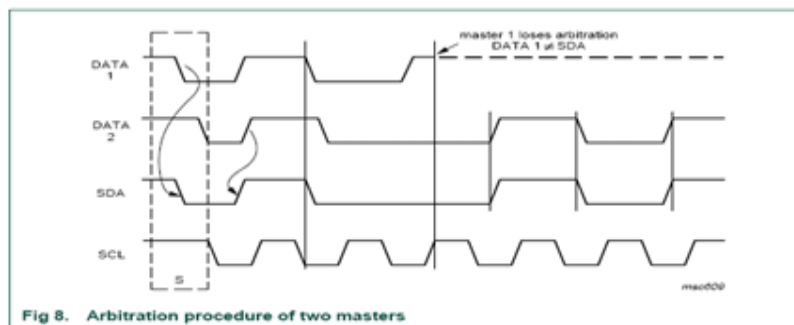 master 1 loses arbitration
DATA 1 ≠ SDA
DATA
1
DATA
2
SDA
SCL
S
msc609
Fig 8. Arbitration procedure of two masters